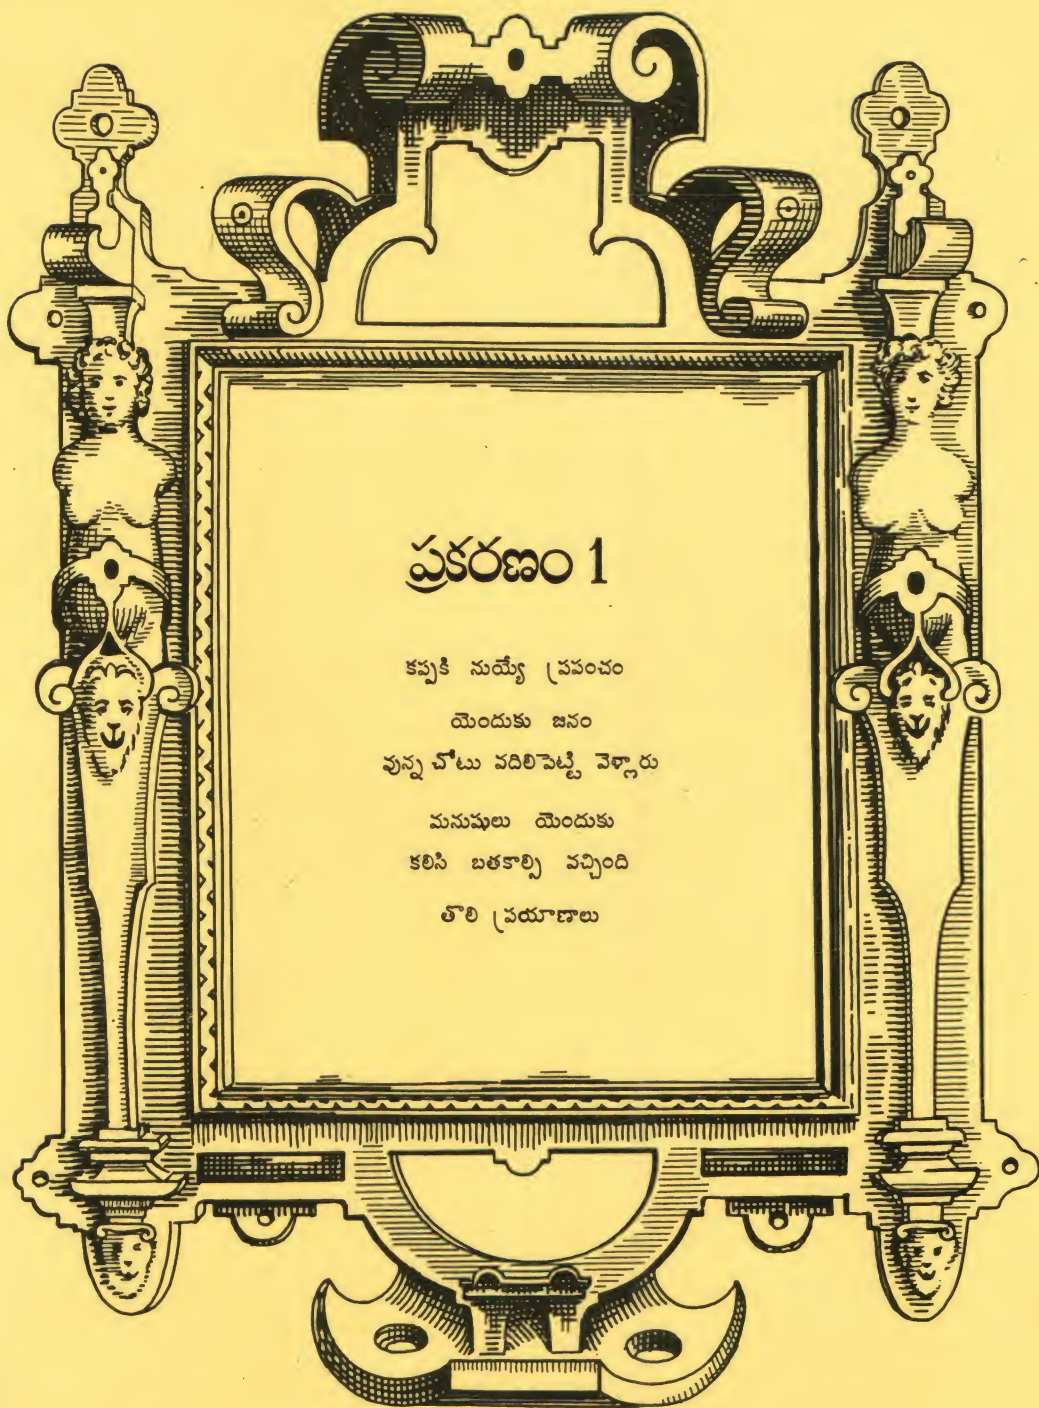 ప్రకరణం 1
కప్పకి నుయ్యే ప్రపంచం
యెందుకు జనం
వున్న చోటు వదిలిపెట్టి వెళ్లారు
మనుషులు యెందుకు
కలిసి బతకాల్సి వచ్చింది
తొలి ప్రయాణాలు